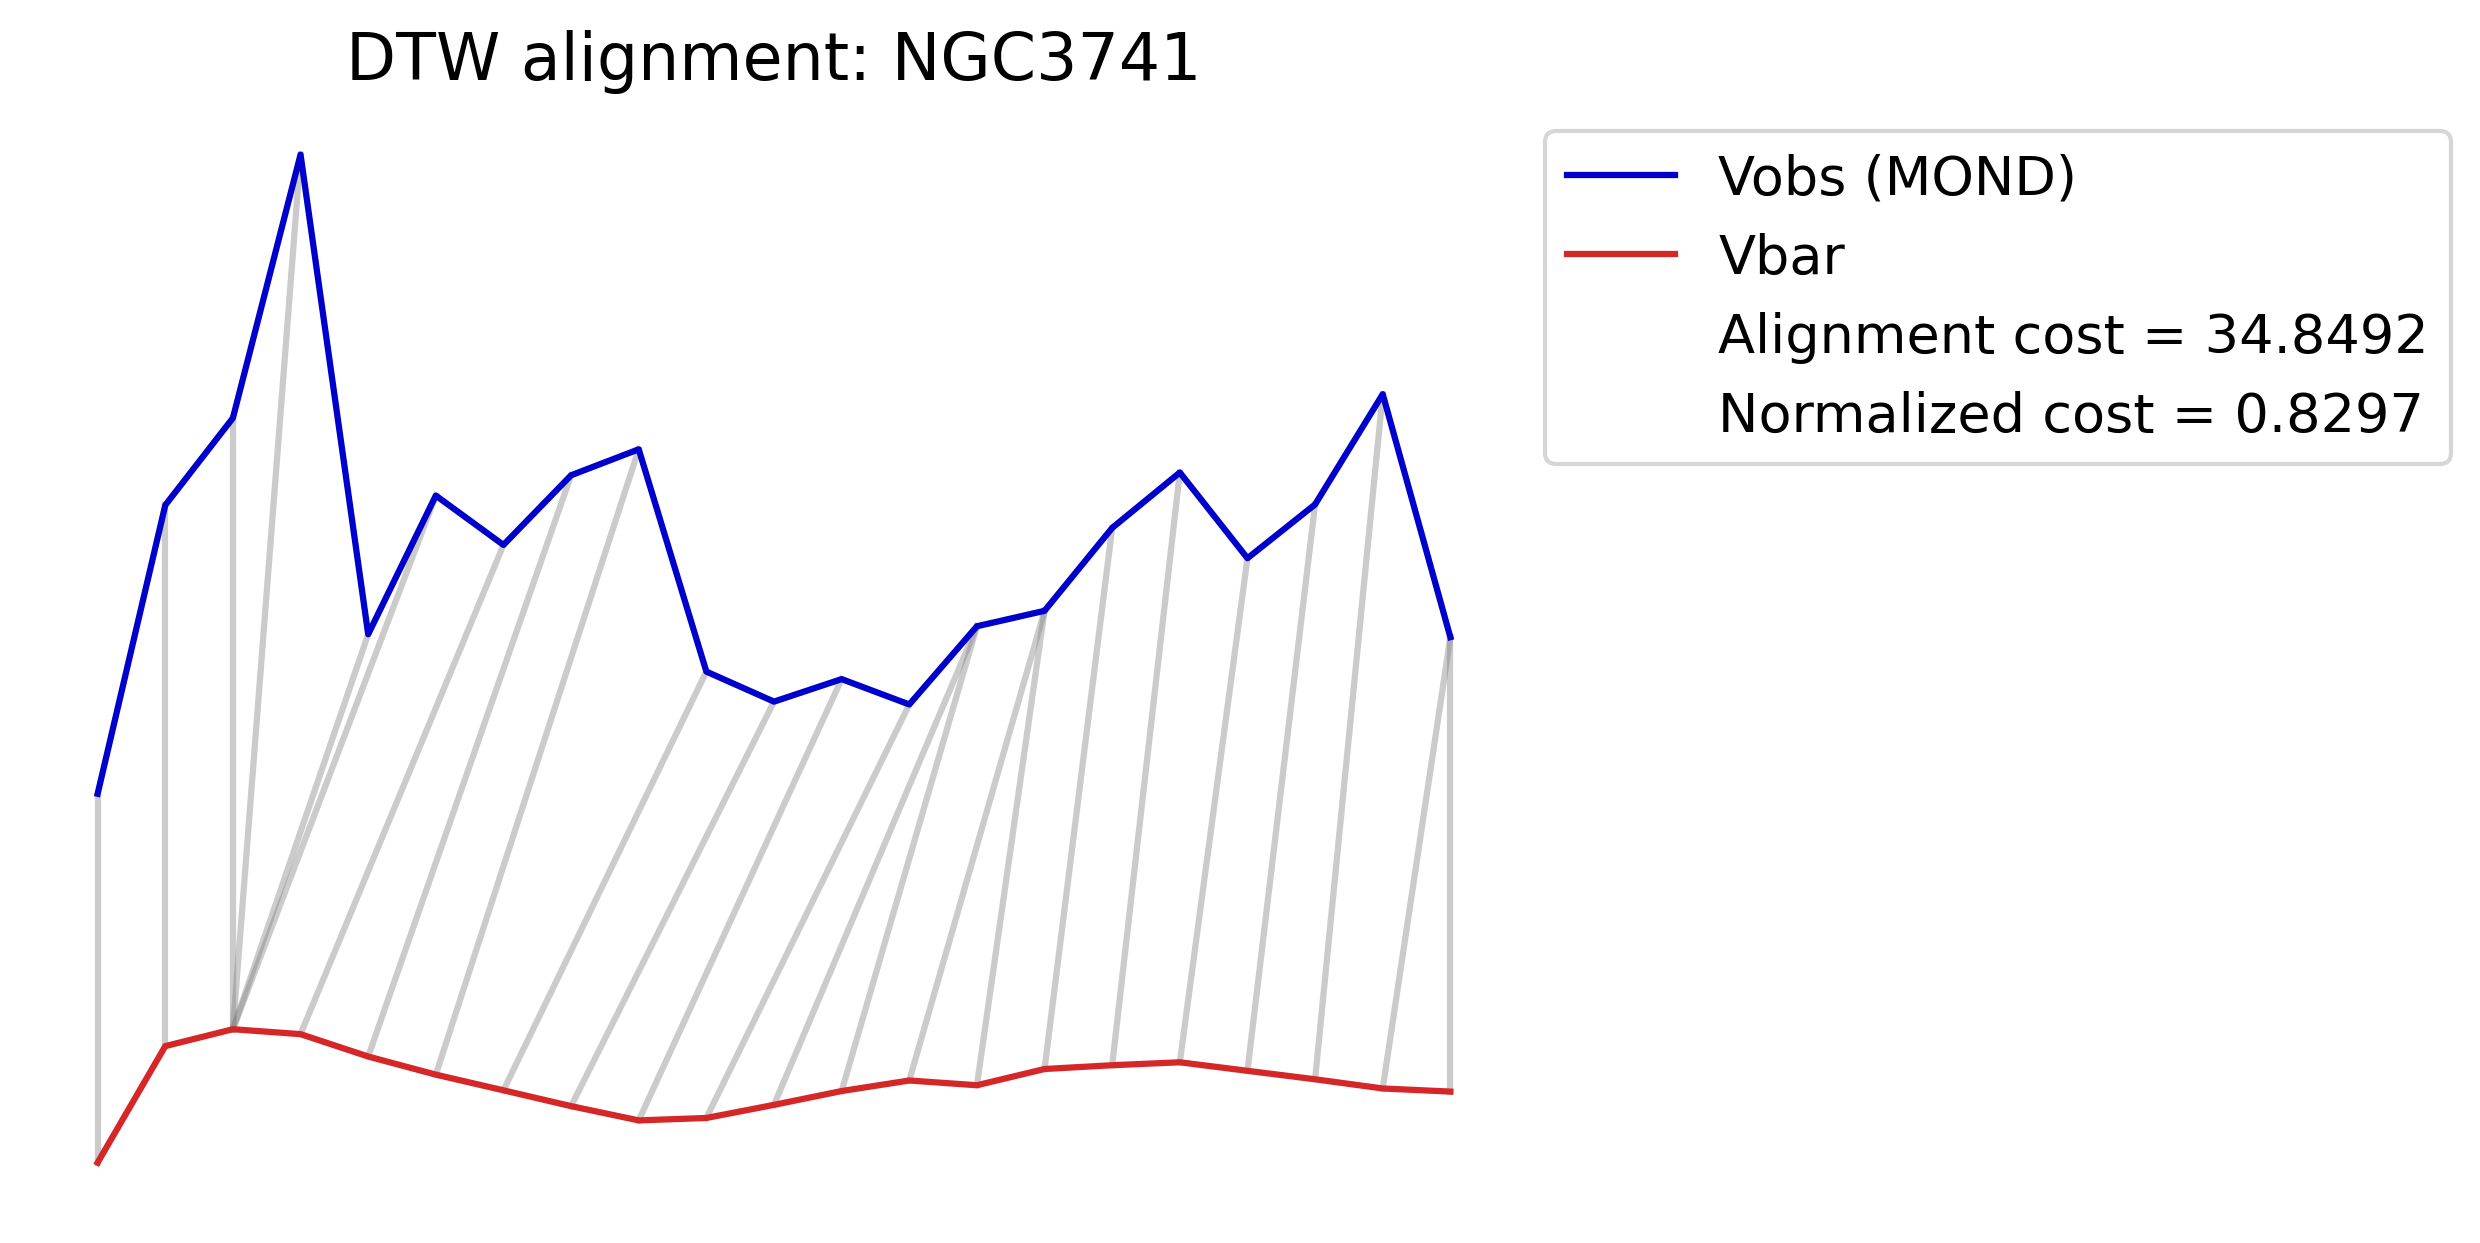 DTW alignment: NGC3741
Vobs (MOND)
Vbar
Alignment cost = 34.8492
Normalized cost = 0.8297